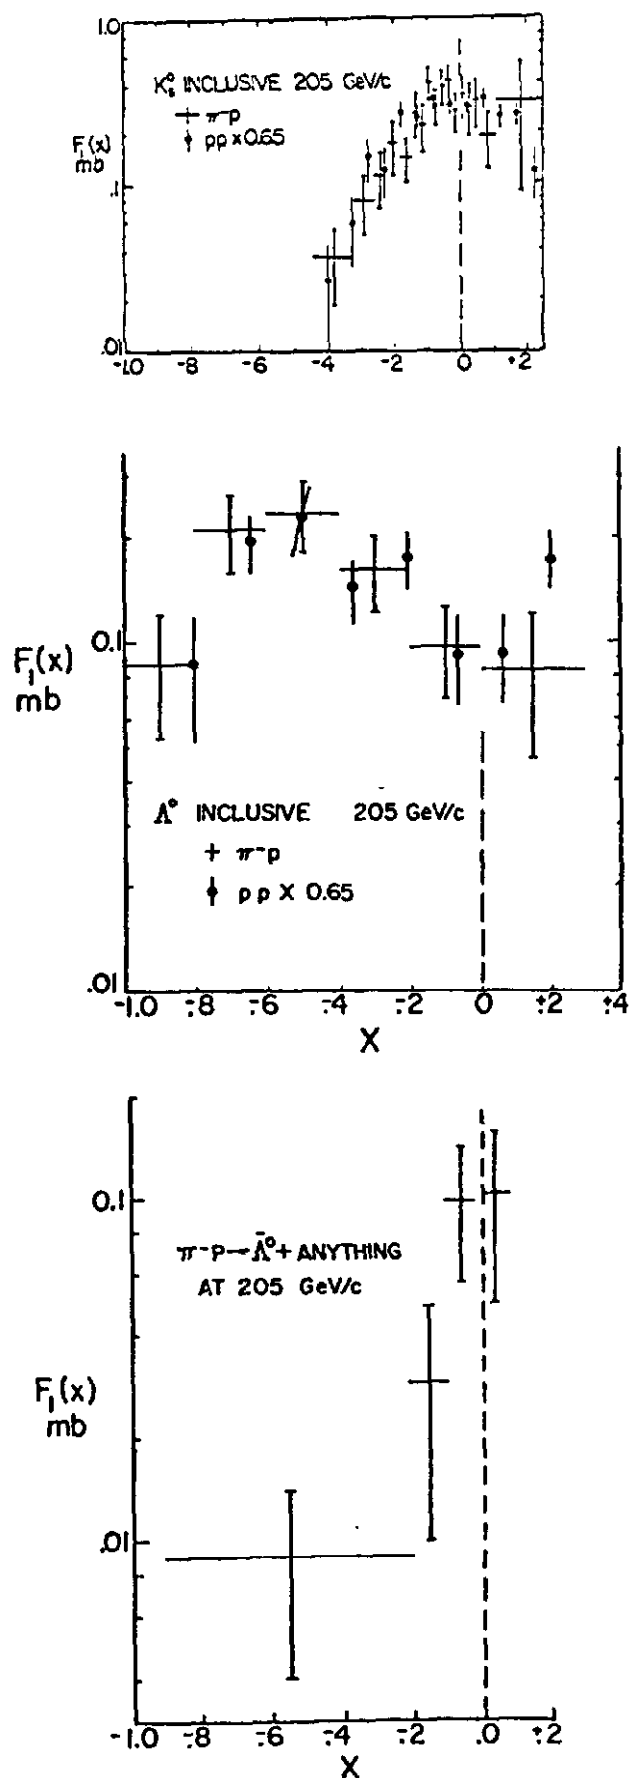 1.0
K°s INCLUSIVE 205 GeV/c
π-p
pp x 0.65
F1(x)
mb
.1
.01
-1.0 -.8 -.6 -.4 -.2 0 +.2
F1(x)
mb
0.1
Λ° INCLUSIVE 205 GeV/c
π-p
pp X 0.65
.01
-1.0 -.8 -.6 -.4 -.2 0 +.2 +.4
X
0.1
π-p→Λ̄°+ ANYTHING
AT 205 GeV/c
F1(x)
mb
.01
-1.0 -.8 -.6 -.4 -.2 .0 +.2
X